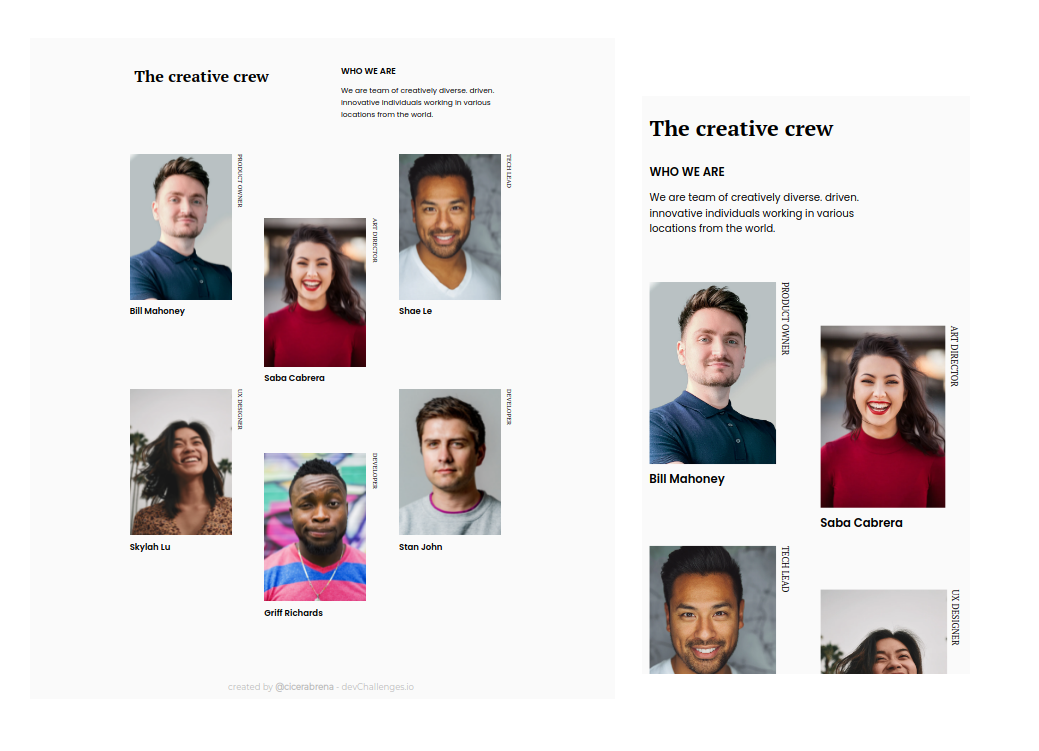 The creative crew
WHO WE ARE
We are team of creatively diverse. driven.
innovative individuals working in various
locations from the world.
PRODUCT OWNER
Bill Mahoney
ART DIRECTOR
Saba Cabrera
TECH LEAD
Shae Le
UX DESIGNER
Skylah Lu
DEVELOPER
Griff Richards
DEVELOPER
Stan John
created by @cicerabrena - devChallenges.io
The creative crew
WHO WE ARE
We are team of creatively diverse. driven.
innovative individuals working in various
locations from the world.
PRODUCT OWNER
Bill Mahoney
ART DIRECTOR
Saba Cabrera
TECH LEAD
UX DESIGNER